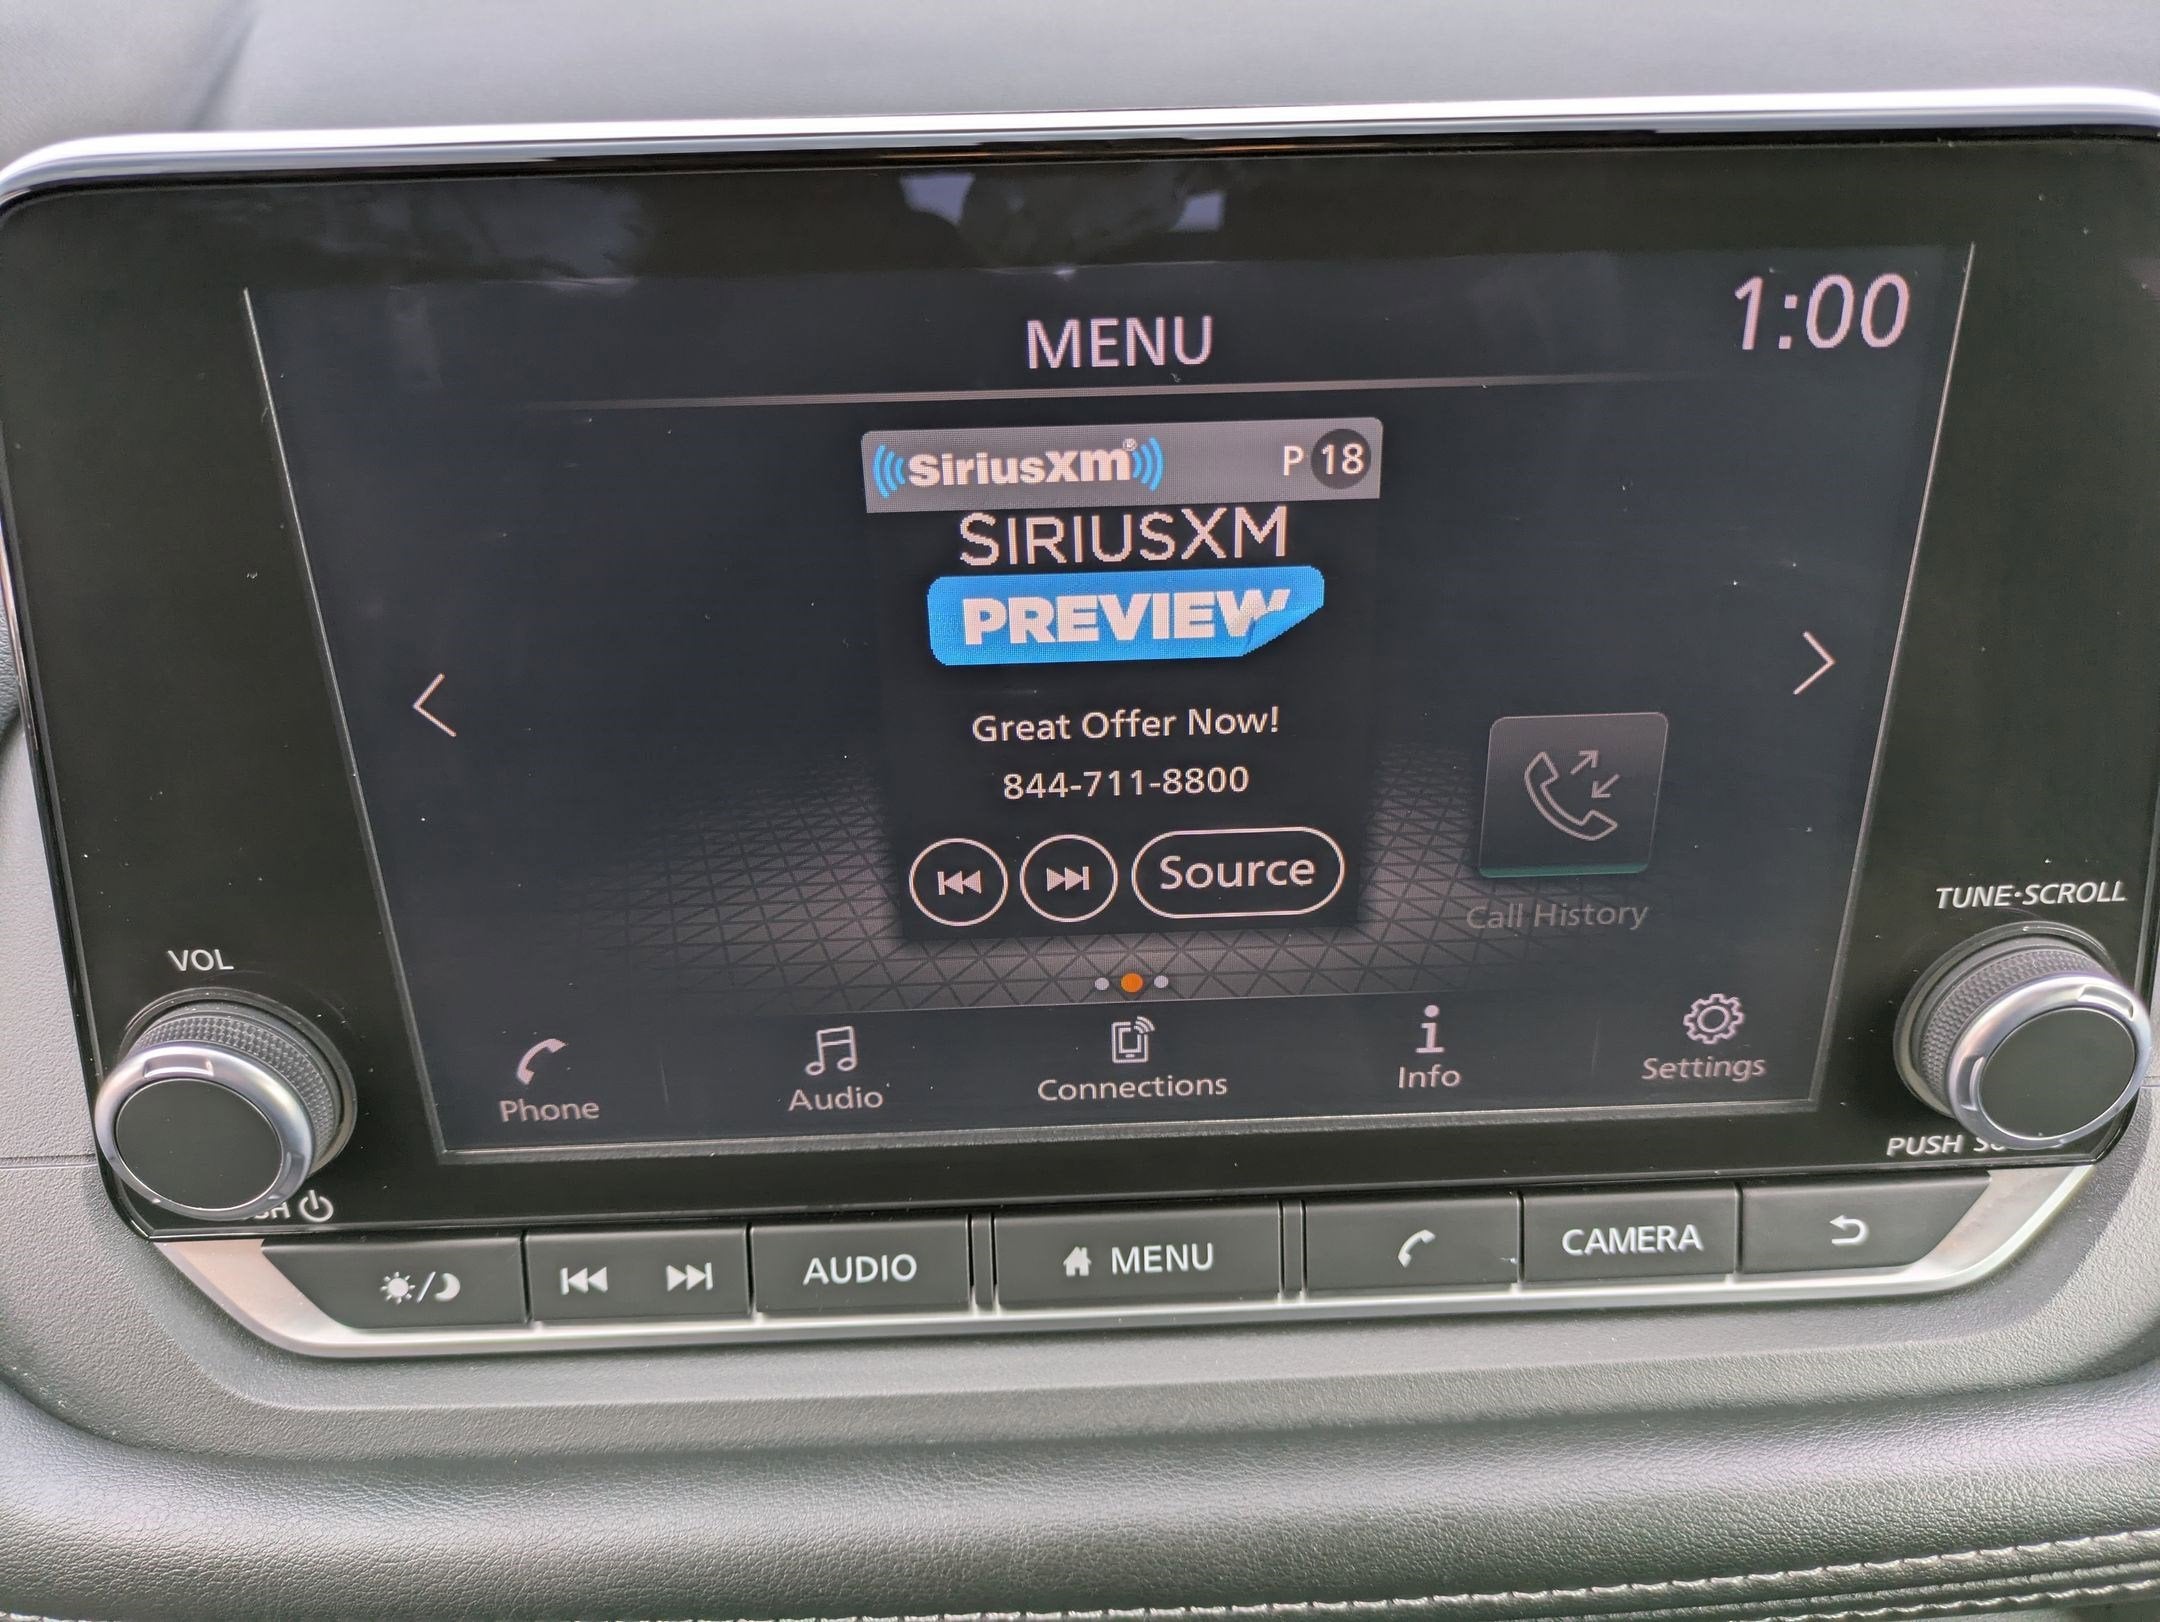 MENU
1:00
SiriusXm®
P 18
SIRIUSXM
PREVIEW
Great Offer Now!
844-711-8800
Source
Call History
TUNE·SCROLL
VOL
Phone
Audio
Connections
Info
Settings
PUSH
AUDIO
MENU
CAMERA